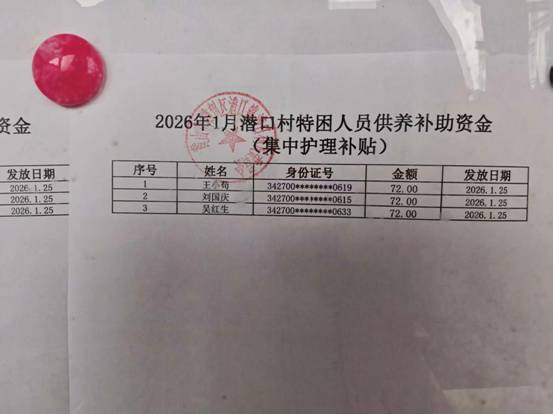 资金
发放日期
2026.1.25
2026.1.25
2026.1.25
2026年1月潜口村特困人员供养补助资金
(集中护理补贴)
序号 姓名 身份证号 金额 发放日期
1 王小苟 342700********0619 72.00 2026.1.25
2 刘国庆 342700********0615 72.00 2026.1.25
3 吴红生 342700********0633 72.00 2026.1.25